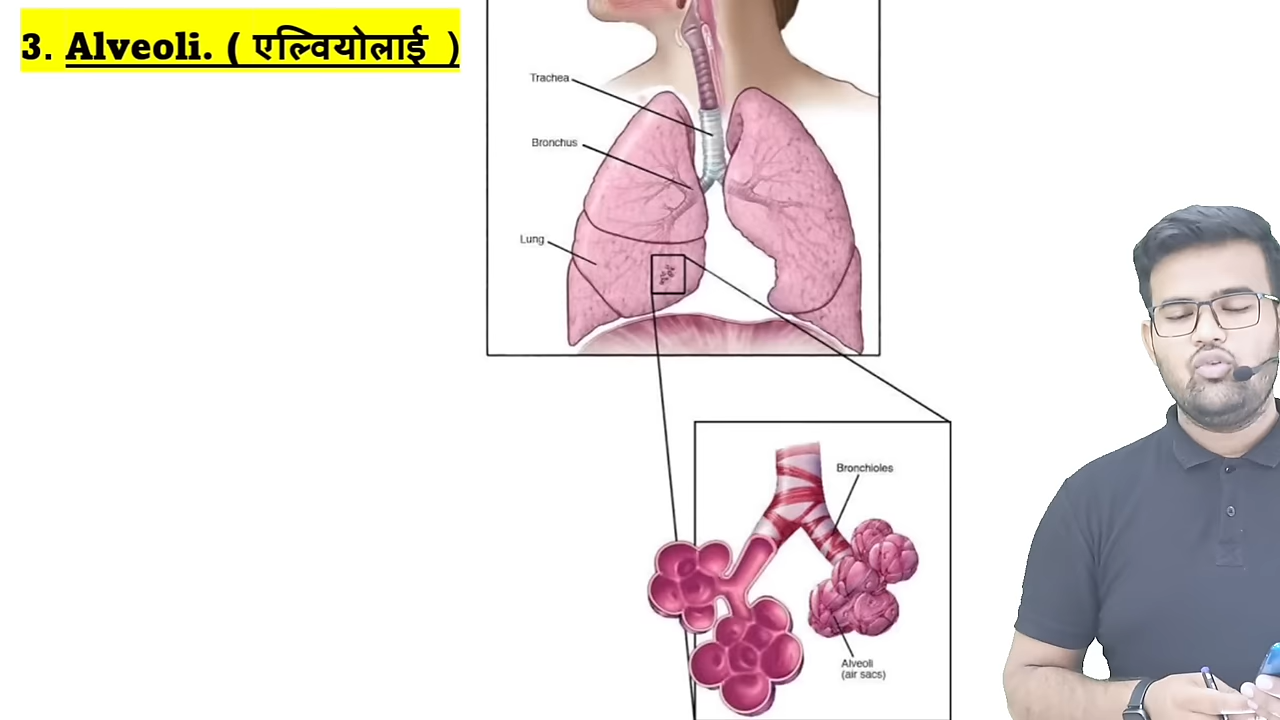 3. Alveoli. ( एल्वियोलाई )
Trachea
Bronchus
Lung
Bronchioles
Alveoli
(air sacs)